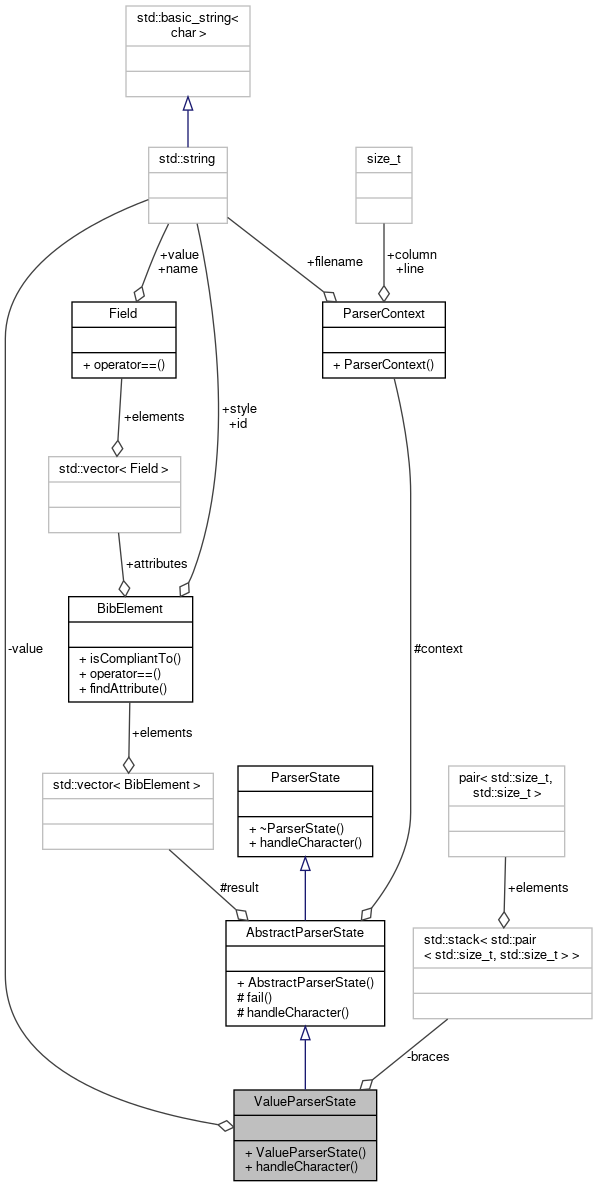 std::basic_string<
char >
std::string
size_t
+value
+name
+filename
+column
+line
Field
+ operator==()
ParserContext
+ ParserContext()
+elements
+style
+id
std::vector< Field >
+attributes
BibElement
+ isCompliantTo()
+ operator==()
+ findAttribute()
-value
#context
+elements
std::vector< BibElement >
ParserState
+ ~ParserState()
+ handleCharacter()
pair< std::size_t,
std::size_t >
#result
+elements
AbstractParserState
+ AbstractParserState()
# fail()
# handleCharacter()
std::stack< std::pair
< std::size_t, std::size_t > >
-braces
ValueParserState
+ ValueParserState()
+ handleCharacter()